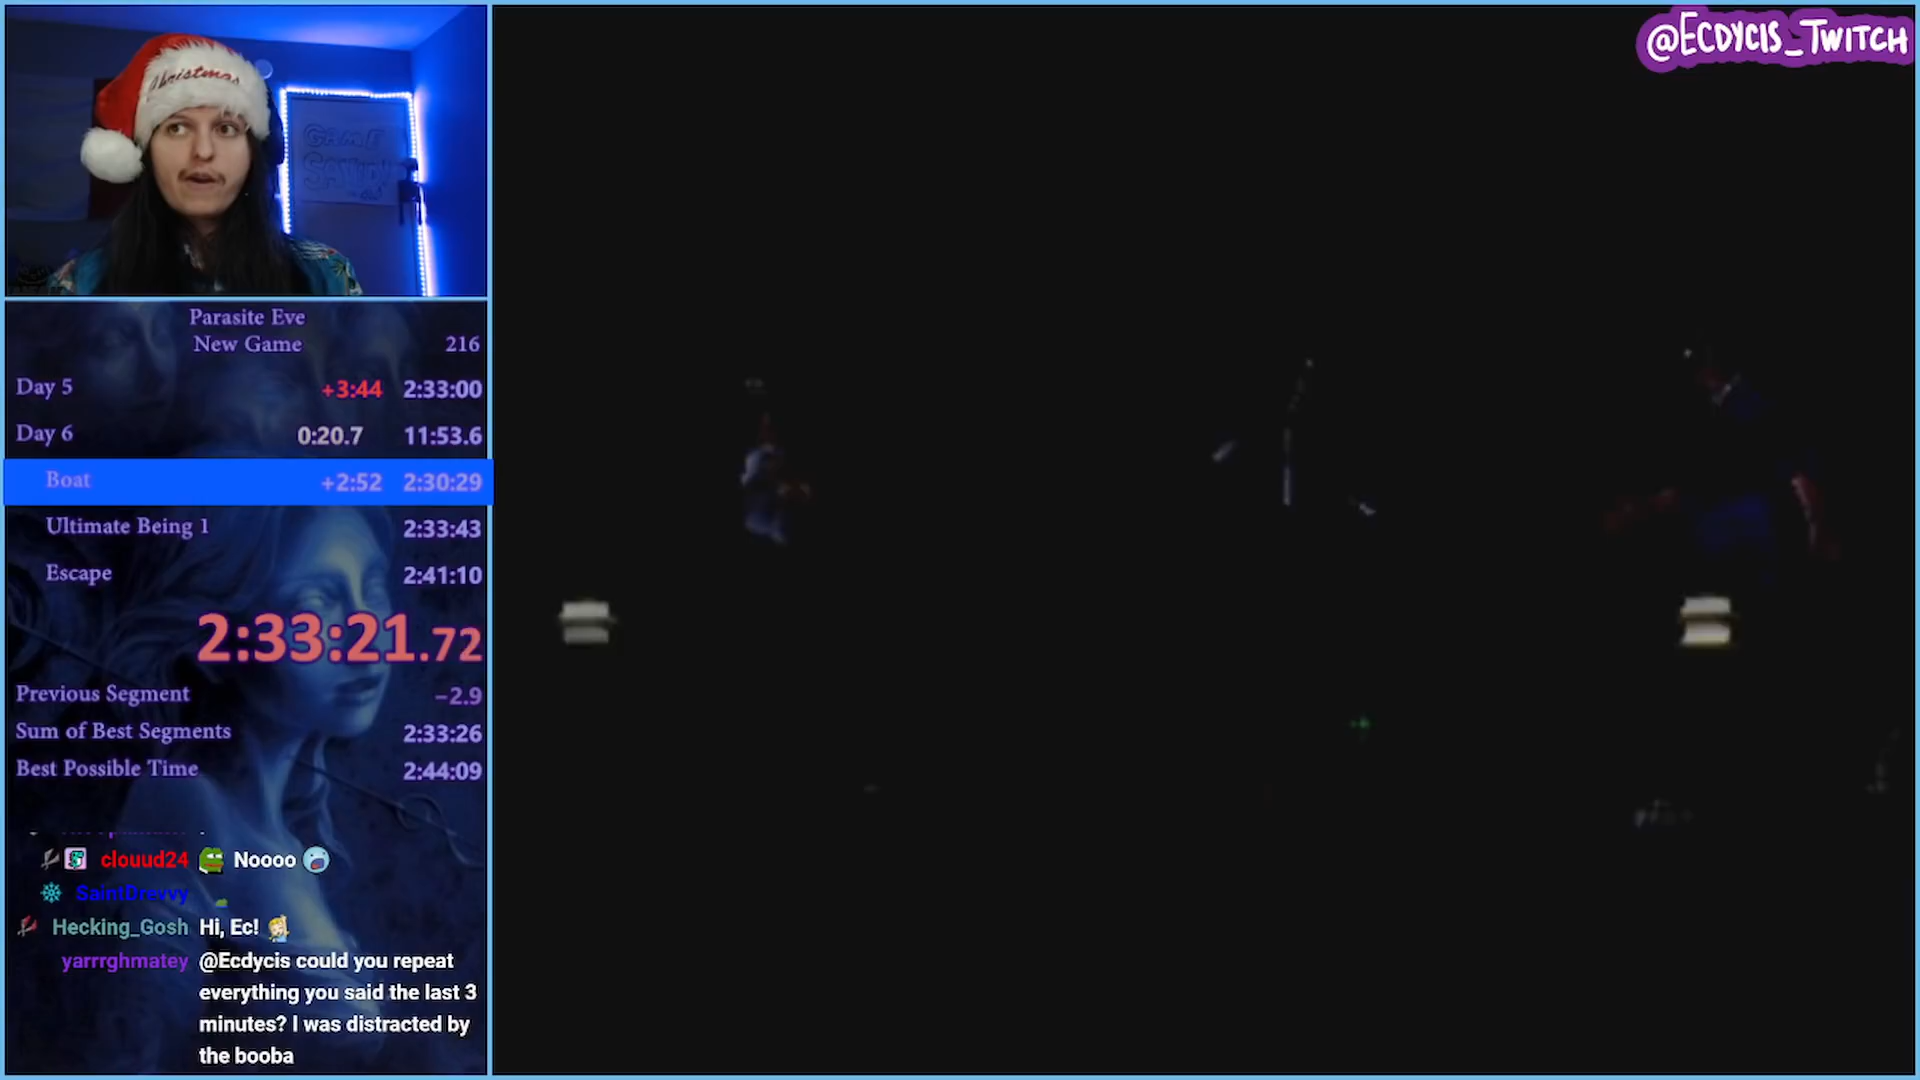 @ECDYCIS_TWITCH
Christmas
GAME
Parasite Eve
New Game 216
Day 5 +3:44 2:33:00
Day 6 0:20.7 11:53.6
Boat +2:52 2:30:29
Ultimate Being 1 2:33:43
Escape 2:41:10
2:33:21.72
Previous Segment −2.9
Sum of Best Segments 2:33:26
Best Possible Time 2:44:09
clouud24 Noooo
SaintDrevvy
Hecking_Gosh Hi, Ec!
yarrrghmatey @Ecdycis could you repeat
everything you said the last 3
minutes? I was distracted by
the booba